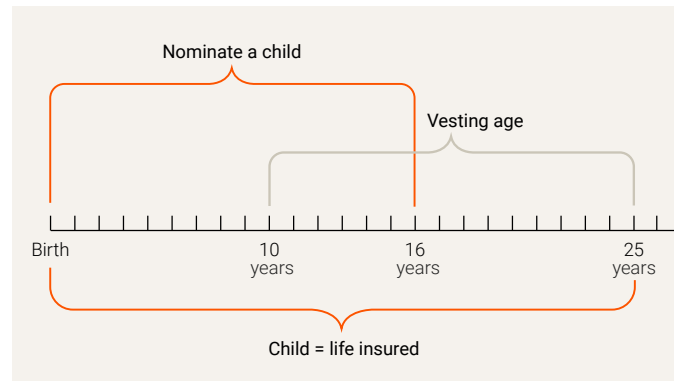 Nominate a child
Vesting age
Birth
10
years
16
years
25
years
Child = life insured